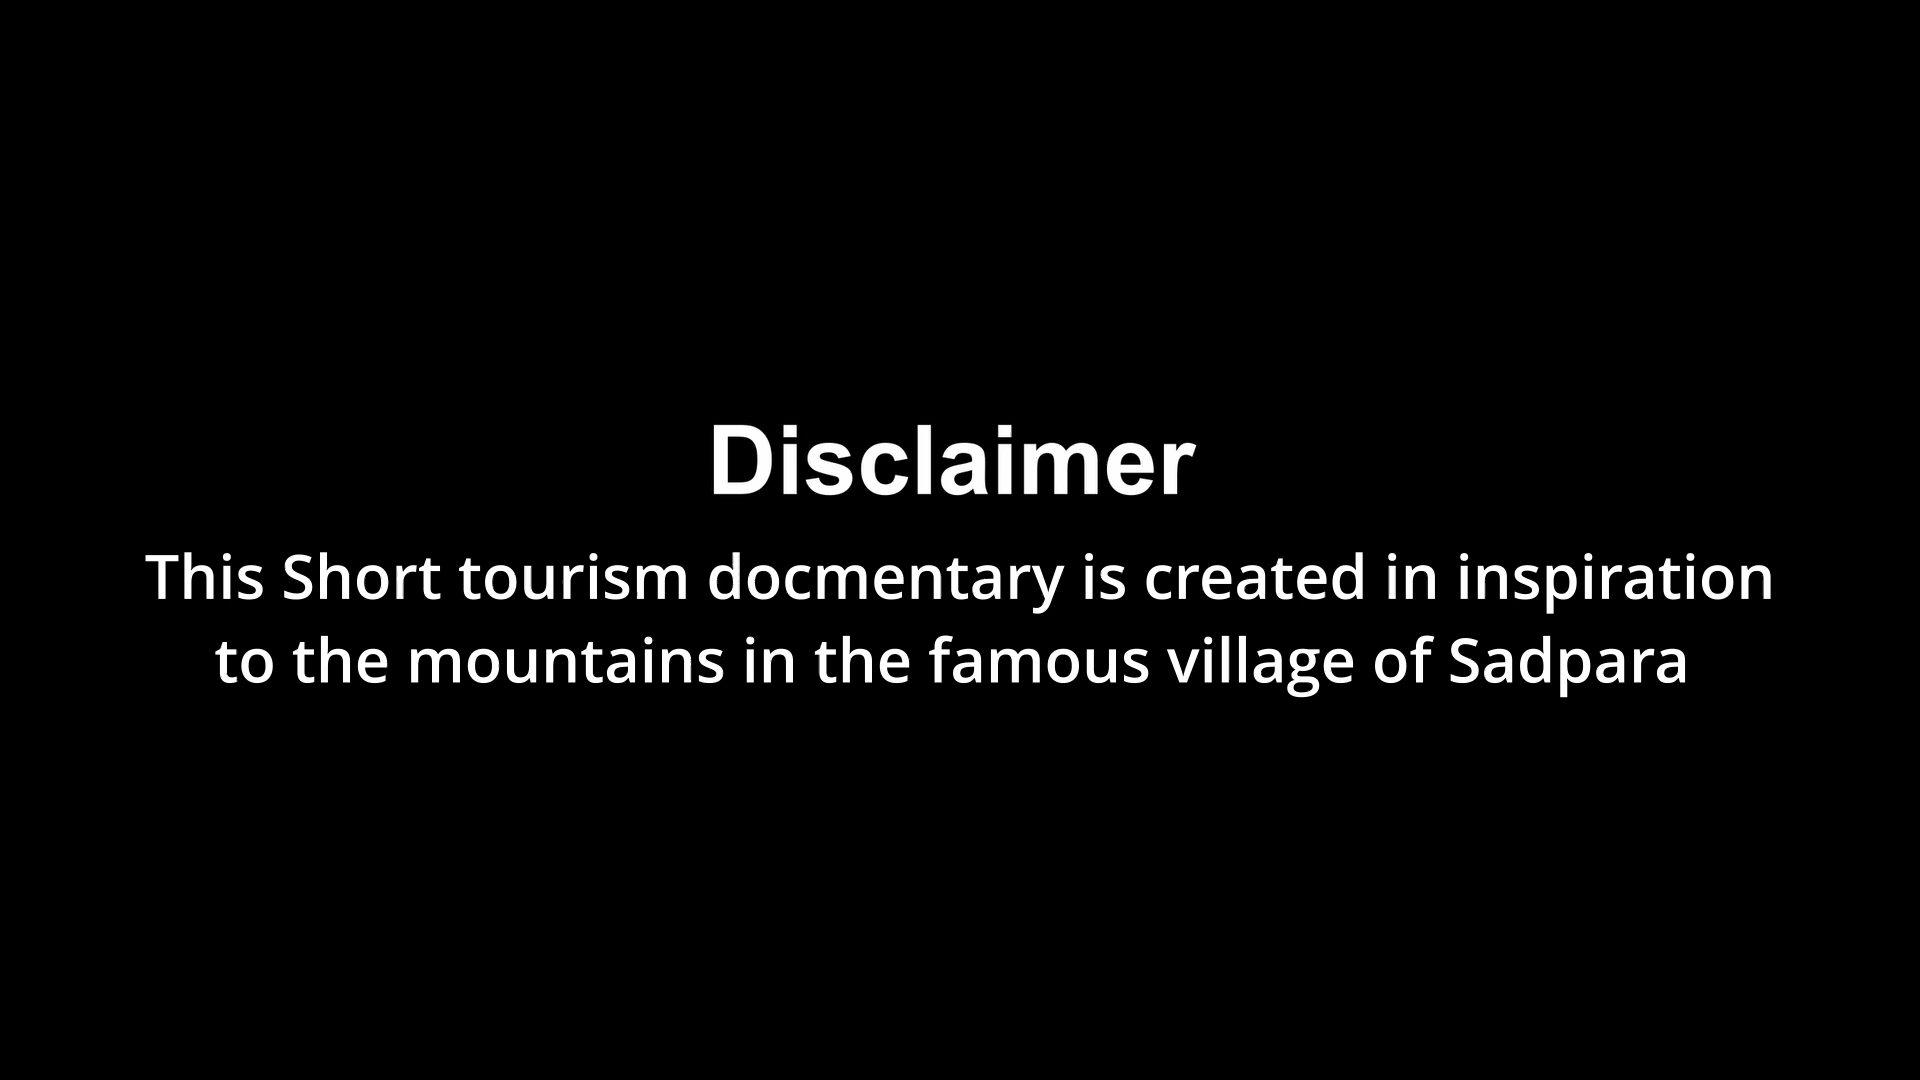 Disclaimer
This Short tourism docmentary is created in inspiration
to the mountains in the famous village of Sadpara